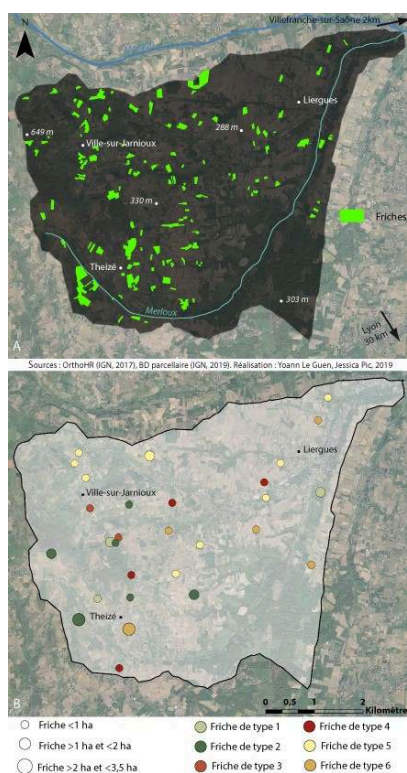 Villefranche-sur-Saône 2km
N
Liergues
649 m
288 m
Ville-sur-Jarnioux
330 m
Friches
Theizé
303 m
Merloux
Lyon
30 km
A
Sources : OrthoHR (IGN, 2017), BD parcellaire (IGN, 2019). Réalisation : Yoann Le Guen, Jessica Pic, 2019
Liergues
Ville-sur-Jarnioux
Theizé
0 0,5 1 2
Kilomètre
B
Friche <1 ha
Friche >1 ha et <2 ha
Friche >2 ha et <3,5 ha
Friche de type 1
Friche de type 2
Friche de type 3
Friche de type 4
Friche de type 5
Friche de type 6